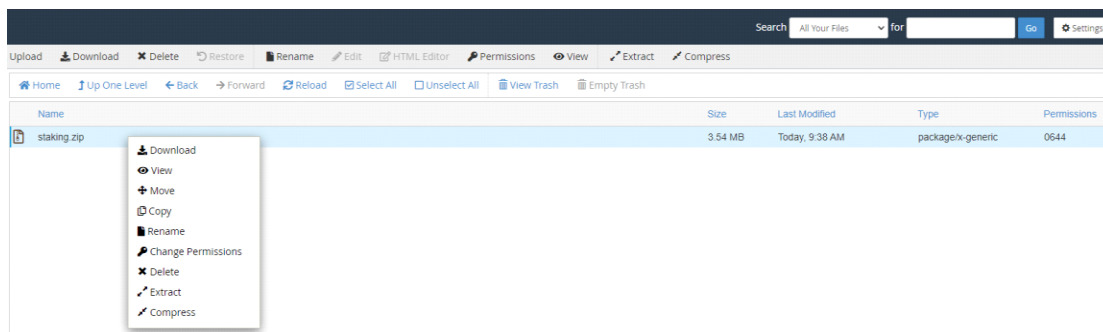 Search All Your Files for Go Settings
Upload Download Delete Restore Rename Edit HTML Editor Permissions View Extract Compress
Home Up One Level Back Forward Reload Select All Unselect All View Trash Empty Trash
Name Size Last Modified Type Permissions
staking.zip 3.54 MB Today, 9:38 AM package/x-generic 0644
Download
View
Move
Copy
Rename
Change Permissions
Delete
Extract
Compress